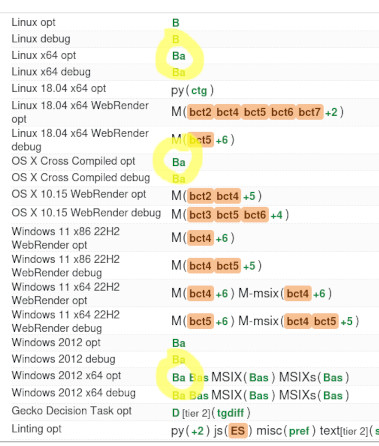 Linux opt B
Linux debug B
Linux x64 opt Ba
Linux x64 debug Ba
Linux 18.04 x64 opt py(ctg)
Linux 18.04 x64 WebRender opt M(bct2 bct4 bct5 bct6 bct7 +2)
Linux 18.04 x64 WebRender debug M(bct5 +6)
OS X Cross Compiled opt Ba
OS X Cross Compiled debug Ba
OS X 10.15 WebRender opt M(bct2 bct4 +5)
OS X 10.15 WebRender debug M(bct3 bct5 bct6 +4)
Windows 11 x86 22H2 WebRender opt M(bct4 +6)
Windows 11 x86 22H2 WebRender debug M(bct4 bct5 +5)
Windows 11 x64 22H2 WebRender opt M(bct4 +6) M-msix(bct4 +6)
Windows 11 x64 22H2 WebRender debug M(bct5 +6) M-msix(bct4 bct5 +5)
Windows 2012 opt Ba
Windows 2012 debug Ba
Windows 2012 x64 opt Ba Bas MSIX(Bas) MSIXs(Bas)
Windows 2012 x64 debug Ba Bas MSIX(Bas) MSIXs(Bas)
Gecko Decision Task opt D [tier 2](tgdiff)
Linting opt py(+2) js(ES) misc(pref) text[tier 2](s